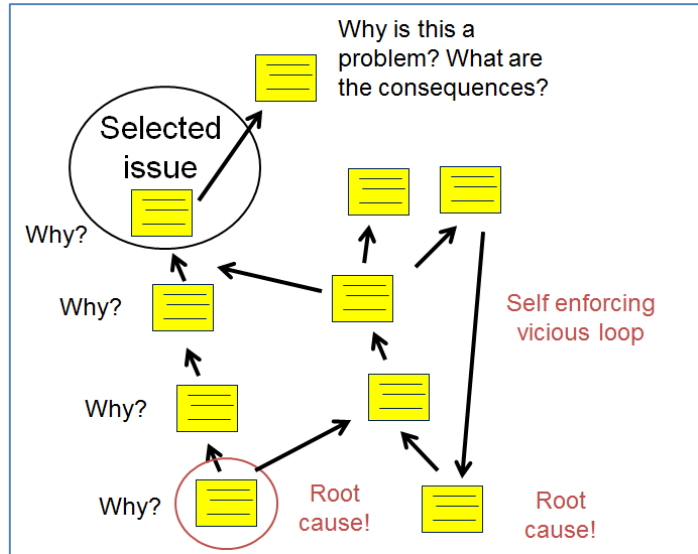 Why is this a
problem? What are
the consequences?
Selected
issue
Why?
Why?
Self enforcing
vicious loop
Why?
Why?
Root
cause!
Root
cause!